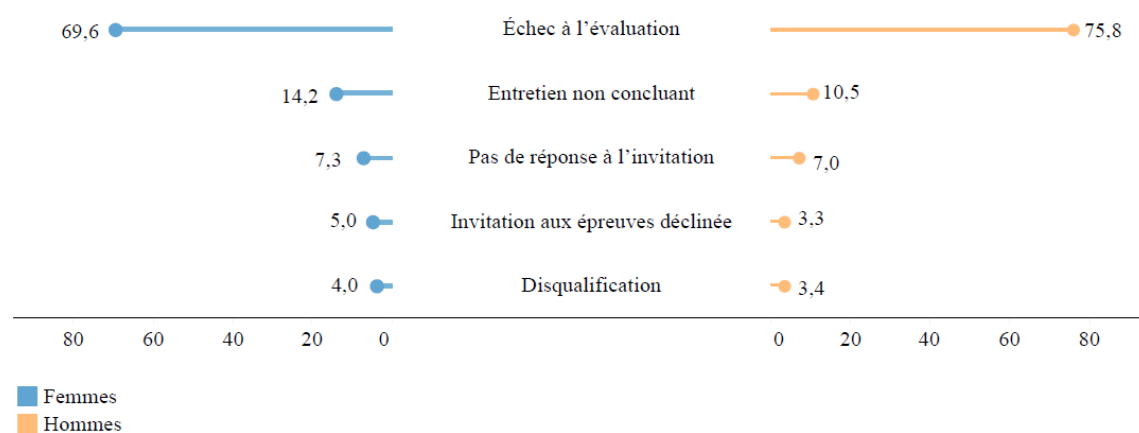 69,6 Échec à l’évaluation 75,8
14,2 Entretien non concluant 10,5
7,3 Pas de réponse à l’invitation 7,0
5,0 Invitation aux épreuves déclinée 3,3
4,0 Disqualification 3,4
80 60 40 20 0 0 20 40 60 80
Femmes
Hommes